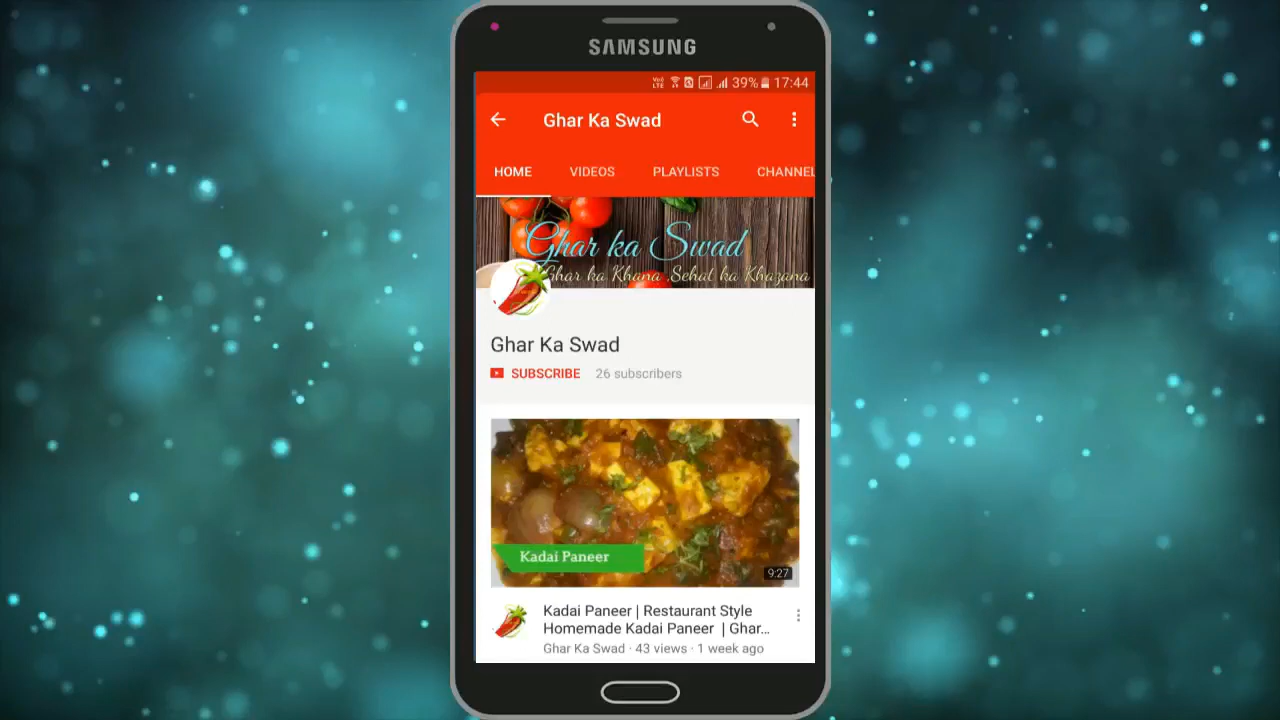 SAMSUNG
VoD LTE 39% 17:44
Ghar Ka Swad
HOME VIDEOS PLAYLISTS CHANNEL
Ghar ka Swad
Ghar ka Khana .Sehat ka Khazana
Ghar Ka Swad
SUBSCRIBE 26 subscribers
Kadai Paneer
9:27
Kadai Paneer | Restaurant Style
Homemade Kadai Paneer | Ghar...
Ghar Ka Swad · 43 views · 1 week ago